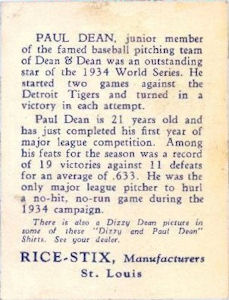 PAUL DEAN, junior member
of the famed baseball pitching team
of Dean & Dean was an outstanding
star of the 1934 World Series. He
started two games against the
Detroit Tigers and turned in a
victory in each attempt.
Paul Dean is 21 years old and
has just completed his first year of
major league competition. Among
his feats for the season was a record
of 19 victories against 11 defeats
for an average of .633. He was the
only major league pitcher to hurl
a no-hit, no-run game during the
1934 campaign.
There is also a Dizzy Dean picture in
some of these "Dizzy and Paul Dean"
Shirts. See your dealer.
RICE-STIX, Manufacturers
St. Louis